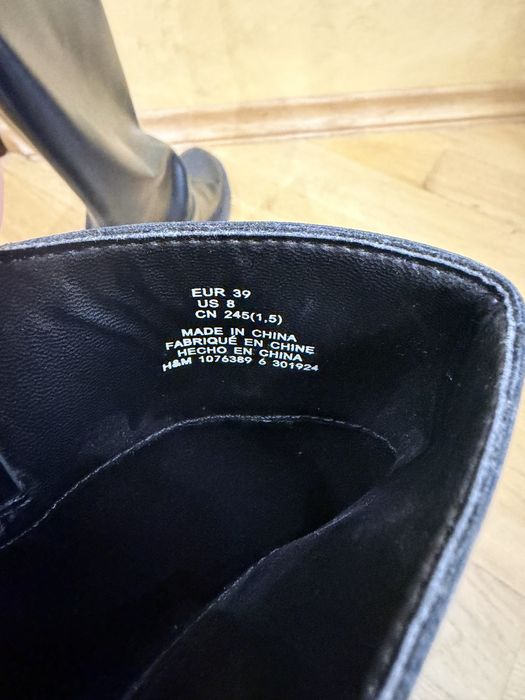 EUR 39
US 8
CN 245(1,5)
MADE IN CHINA
FABRIQUÉ EN CHINE
HECHO EN CHINA
H&M 1076389 6 301924